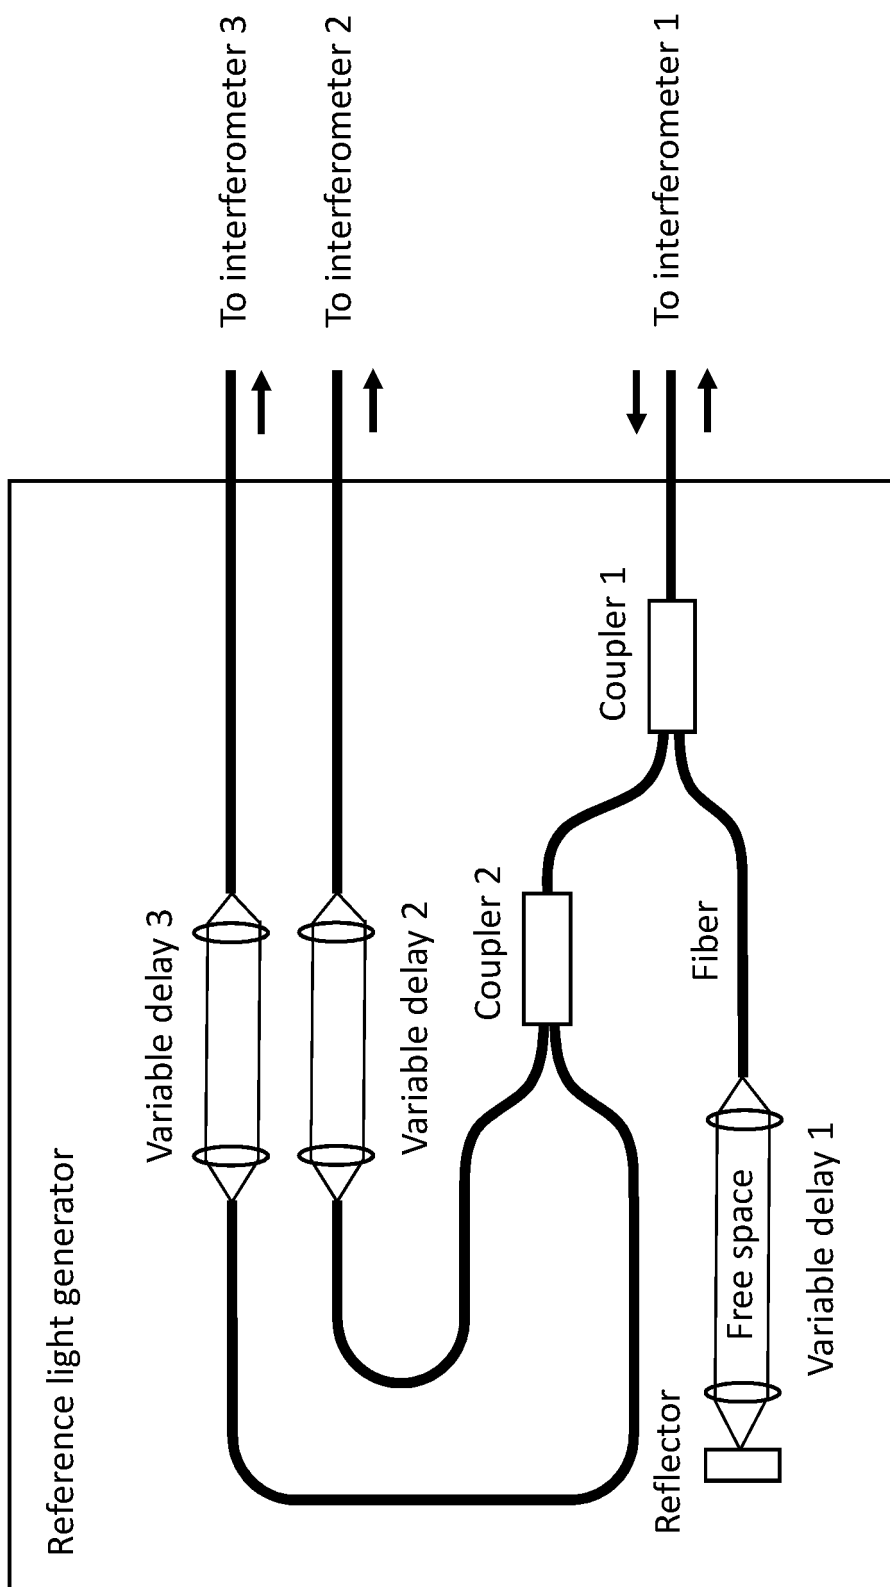 Reference light generator
Variable delay 3
To interferometer 3
To interferometer 2
Variable delay 2
Coupler 2
Coupler 1
To interferometer 1
Reflector
Fiber
Free space
Variable delay 1